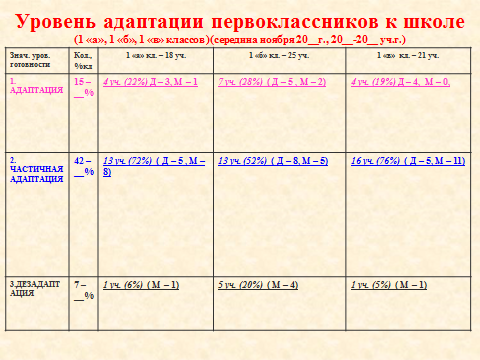 Уровень адаптации первоклассников к школе
(1 «а», 1 «б», 1 «в» классов)(середина ноября 20__г., 20__-20__ уч.г.)
Знач. уров. готовности
Кол., %кл
1 «а» кл. – 18 уч.
1 «б» кл. – 25 уч.
1 «в» кл. – 21 уч.
1. АДАПТАЦИЯ
15 – __%
4 уч. (22%) Д – 3, М – 1
7 уч. (28%) ( Д – 5 , М – 2)
4 уч. (19%) Д – 4, М – 0.
2. ЧАСТИЧНАЯ АДАПТАЦИЯ
42 – __%
13 уч. (72%) ( Д – 5 , М – 8)
13 уч. (52%) ( Д – 8, М – 5)
16 уч. (76%) ( Д – 5, М – 11)
3.ДЕЗАДАПТАЦИЯ
7 – __%
1 уч. (6%) ( М – 1)
5 уч. (20%) ( М – 4)
1 уч. (5%) ( М – 1)